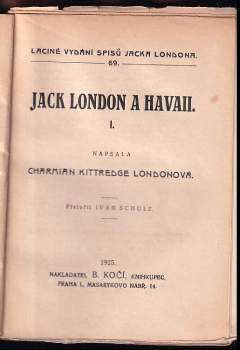 LACINÉ VYDÁNÍ SPISŮ JACKA LONDONA.
69.
JACK LONDON A HAVAII.
I.
NAPSALA
CHARMIAN KITTREDGE LONDONOVÁ.
Přeložil IVAN SCHULZ.
1925.
NAKLADATEL B. KOČÍ, KNIHKUPEC,
PRAHA I., MASARYKOVO NÁBŘ. 14.